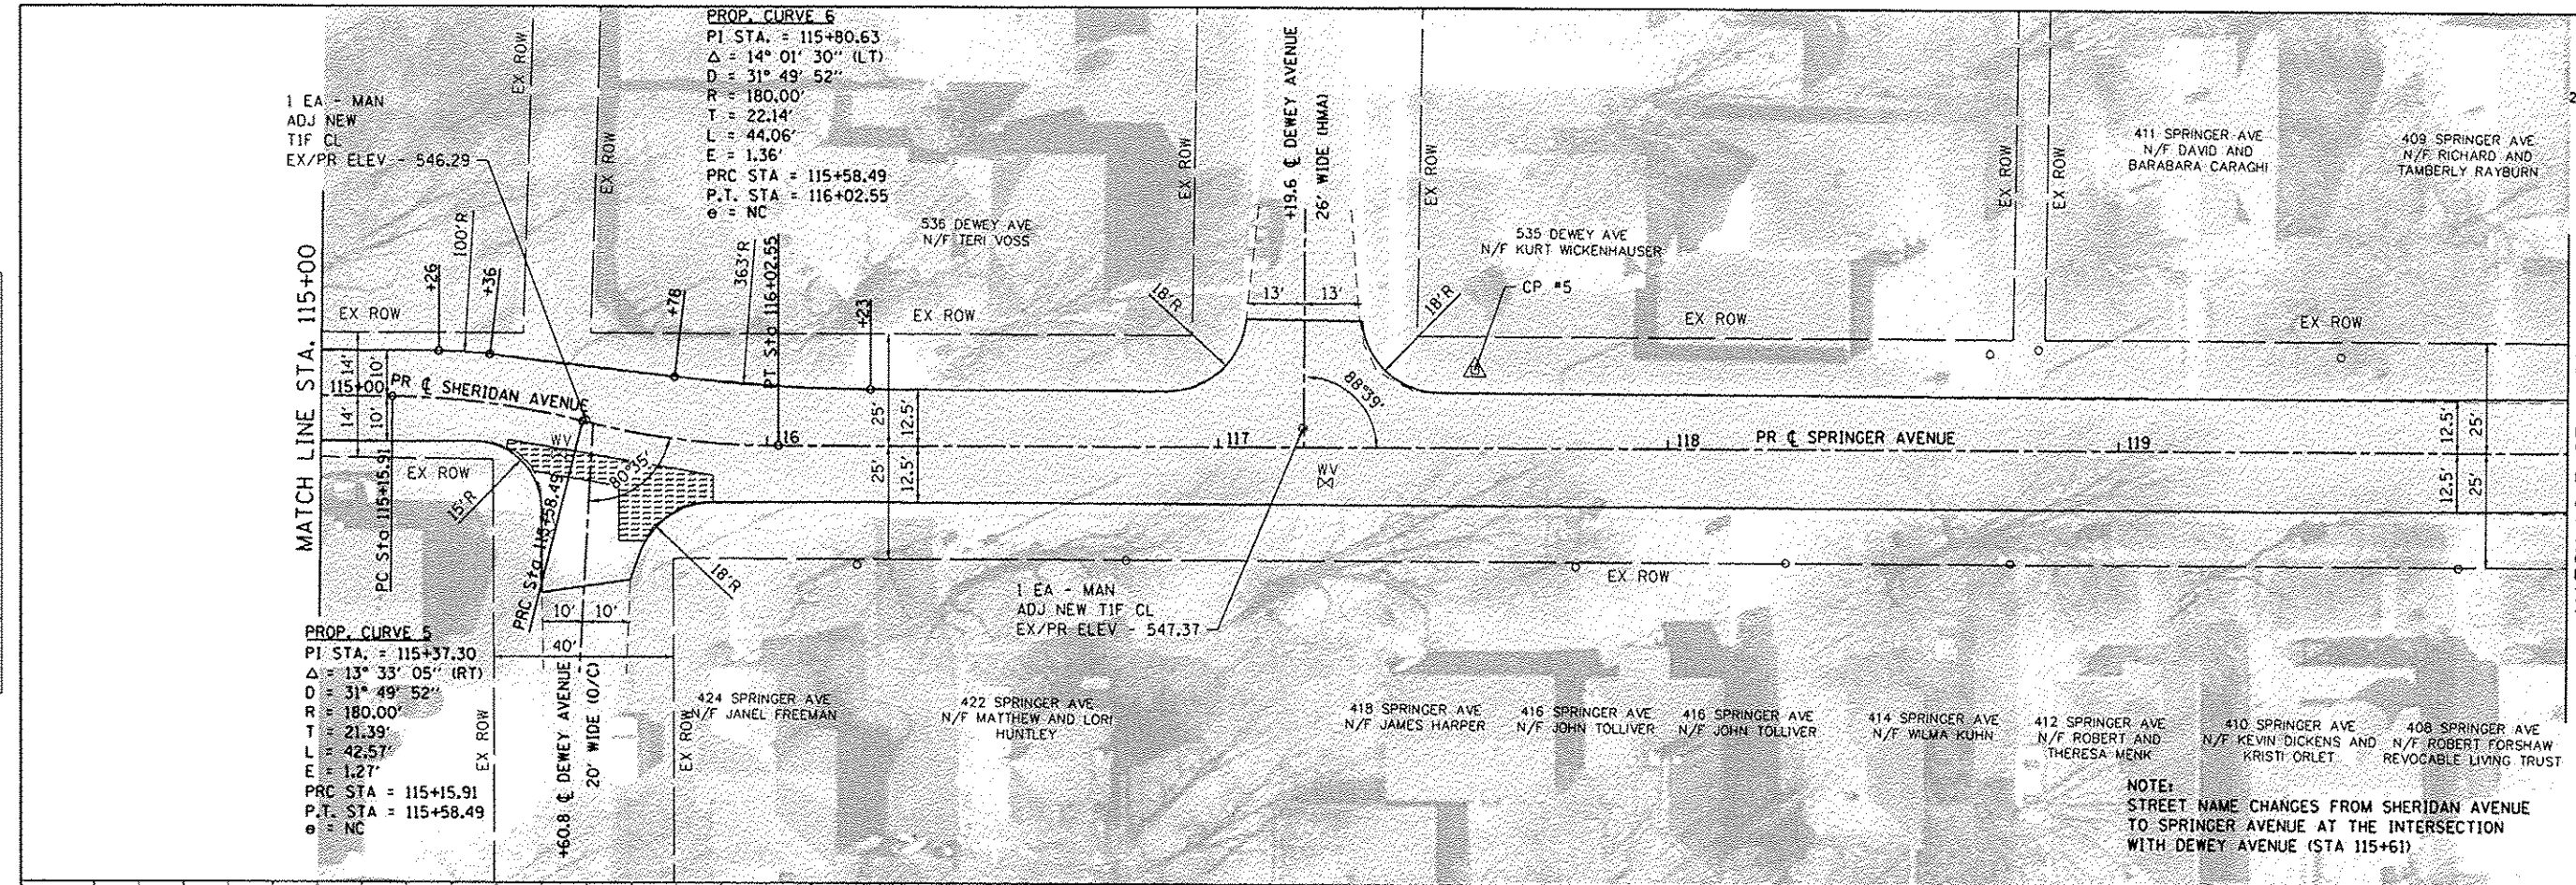 PROP. CURVE 6
PI STA. = 115+80.63
Δ = 14° 01' 30" (LT)
D = 31° 49' 52"
R = 180.00'
T = 22.14'
L = 44.06'
E = 1.36'
PRC STA = 115+58.49
P.T. STA = 116+02.55
e = NC
1 EA - MAN
ADJ NEW
T1F CL
EX/PR ELEV - 546.29
EX ROW
EX ROW
EX ROW
EX ROW
EX ROW
EX ROW
+19.6 ℄ DEWEY AVENUE
26' WIDE (HMA)
411 SPRINGER AVE
N/F DAVID AND
BARABARA CARAGHI
409 SPRINGER AVE
N/F RICHARD AND
TAMBERLY RAYBURN
2
536 DEWEY AVE
N/F TERI VOSS
535 DEWEY AVE
N/F KURT WICKENHAUSER
CP #5
MATCH LINE STA. 115+00
+26
100'R
+36
+78
363'R
PT Sta 116+02.55
+23
18'R
13'
13'
18'R
EX ROW
EX ROW
EX ROW
EX ROW
14'
10'
115+00
PR ℄ SHERIDAN AVENUE
14'
10'
PC Sta 115+15.91
EX ROW
15'R
WV
80°35'
PRC Sta 115+58.49
18'R
116
25'
12.5'
25'
12.5'
117
88°39'
WV
118
PR ℄ SPRINGER AVENUE
119
12.5'
25'
12.5'
25'
EX ROW
1 EA - MAN
ADJ NEW T1F CL
EX/PR ELEV - 547.37
10'
10'
40'
PROP. CURVE 5
PI STA. = 115+37.30
Δ = 13° 33' 05" (RT)
D = 31° 49' 52"
R = 180.00'
T = 21.39'
L = 42.57'
E = 1.27'
PRC STA = 115+15.91
P.T. STA = 115+58.49
e = NC
EX ROW
+60.8 ℄ DEWEY AVENUE
20' WIDE (O/C)
EX ROW
424 SPRINGER AVE
N/F JANEL FREEMAN
422 SPRINGER AVE
N/F MATTHEW AND LORI
HUNTLEY
418 SPRINGER AVE
N/F JAMES HARPER
416 SPRINGER AVE
N/F JOHN TOLLIVER
416 SPRINGER AVE
N/F JOHN TOLLIVER
414 SPRINGER AVE
N/F WILMA KUHN
412 SPRINGER AVE
N/F ROBERT AND
THERESA MENK
410 SPRINGER AVE
N/F KEVIN DICKENS AND
KRISTI ORLET
408 SPRINGER AVE
N/F ROBERT FORSHAW
REVOCABLE LIVING TRUST
NOTE:
STREET NAME CHANGES FROM SHERIDAN AVENUE
TO SPRINGER AVENUE AT THE INTERSECTION
WITH DEWEY AVENUE (STA 115+61)